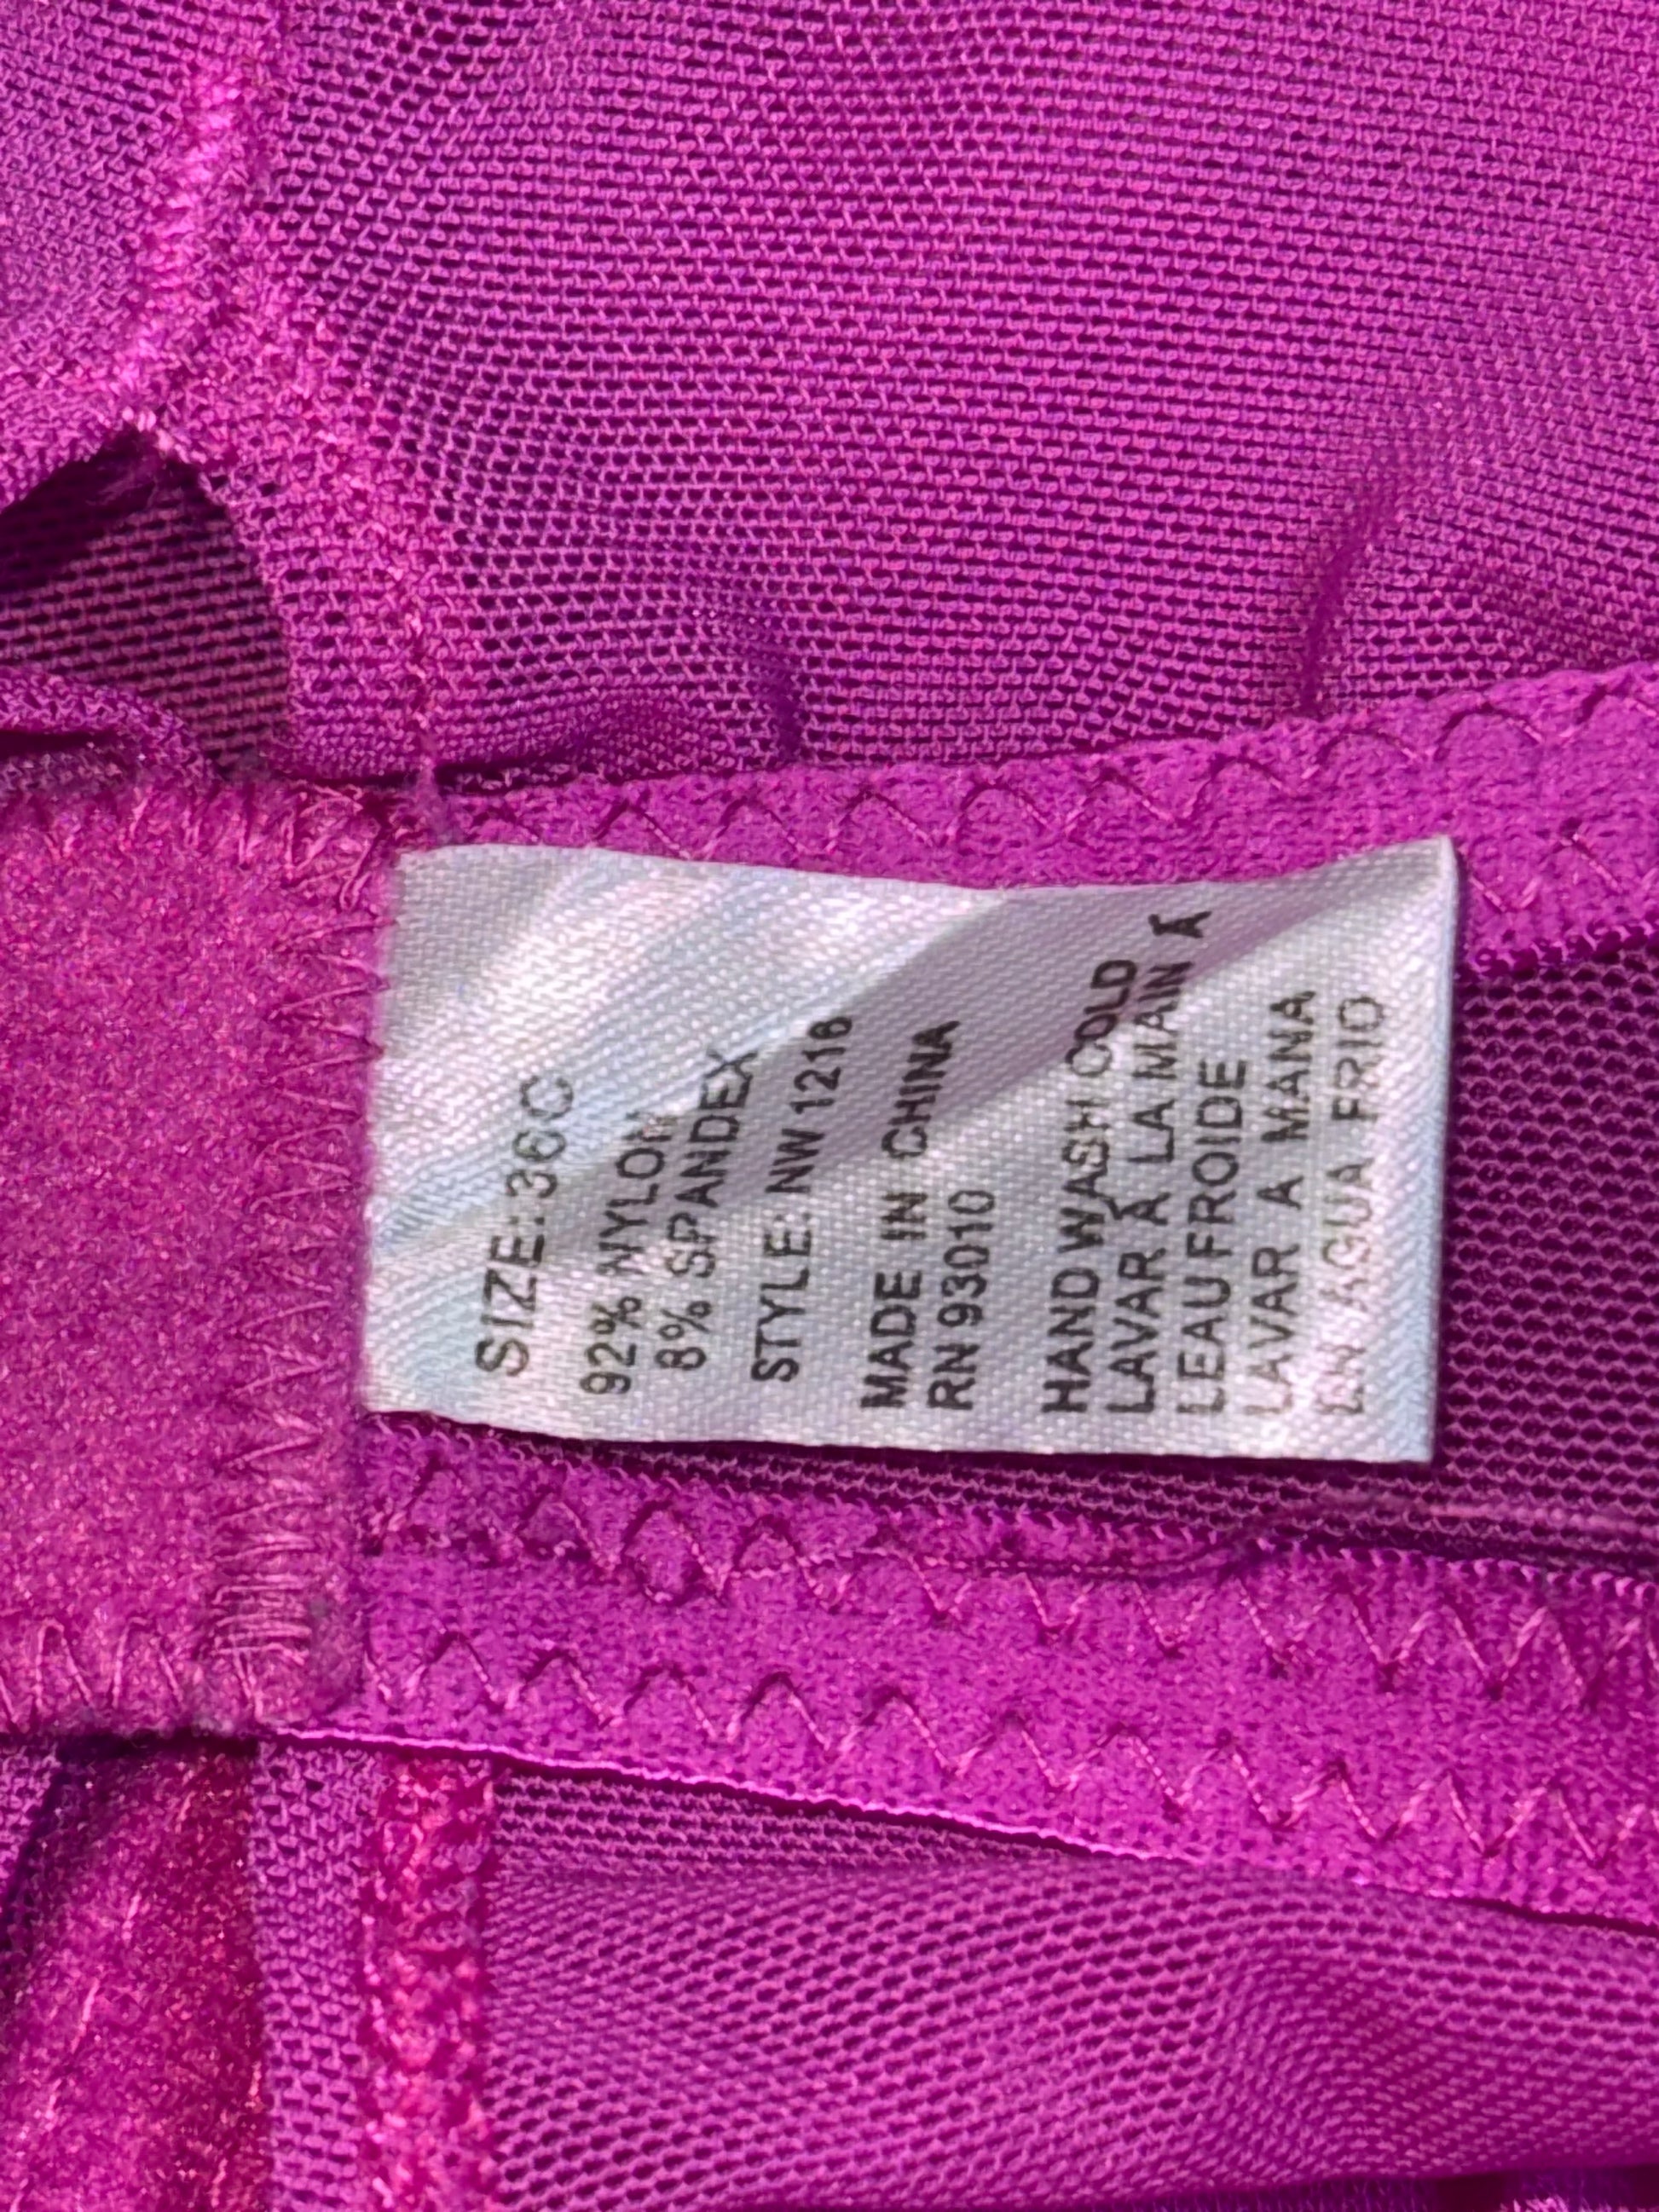 SIZE:36C
92% NYLON
8% SPANDEX
STYLE: NW 1218
MADE IN CHINA
RN 93010
HAND WASH COLD
LAVAR Á LA MAIN Á
LEAU FROIDE
LAVAR A MANA
EN AGUA FRIO